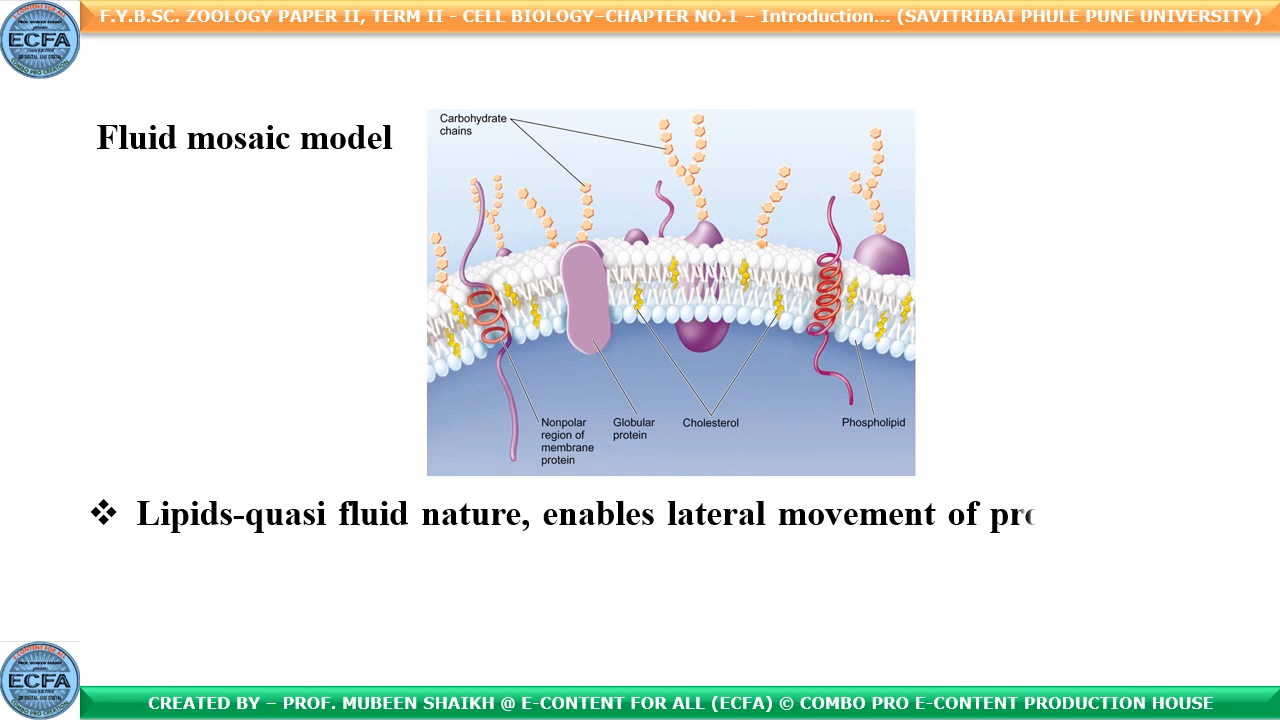 F.Y.B.SC. ZOOLOGY PAPER II, TERM II - CELL BIOLOGY–CHAPTER NO.1 – Introduction... (SAVITRIBAI PHULE PUNE UNIVERSITY)
ECFA
Fluid mosaic model
Carbohydrate
chains
Nonpolar
region of
membrane
protein
Globular
protein
Cholesterol
Phospholipid
❖ Lipids-quasi fluid nature, enables lateral movement of
ECFA
CREATED BY – PROF. MUBEEN SHAIKH @ E-CONTENT FOR ALL (ECFA) © COMBO PRO E-CONTENT PRODUCTION HOUSE